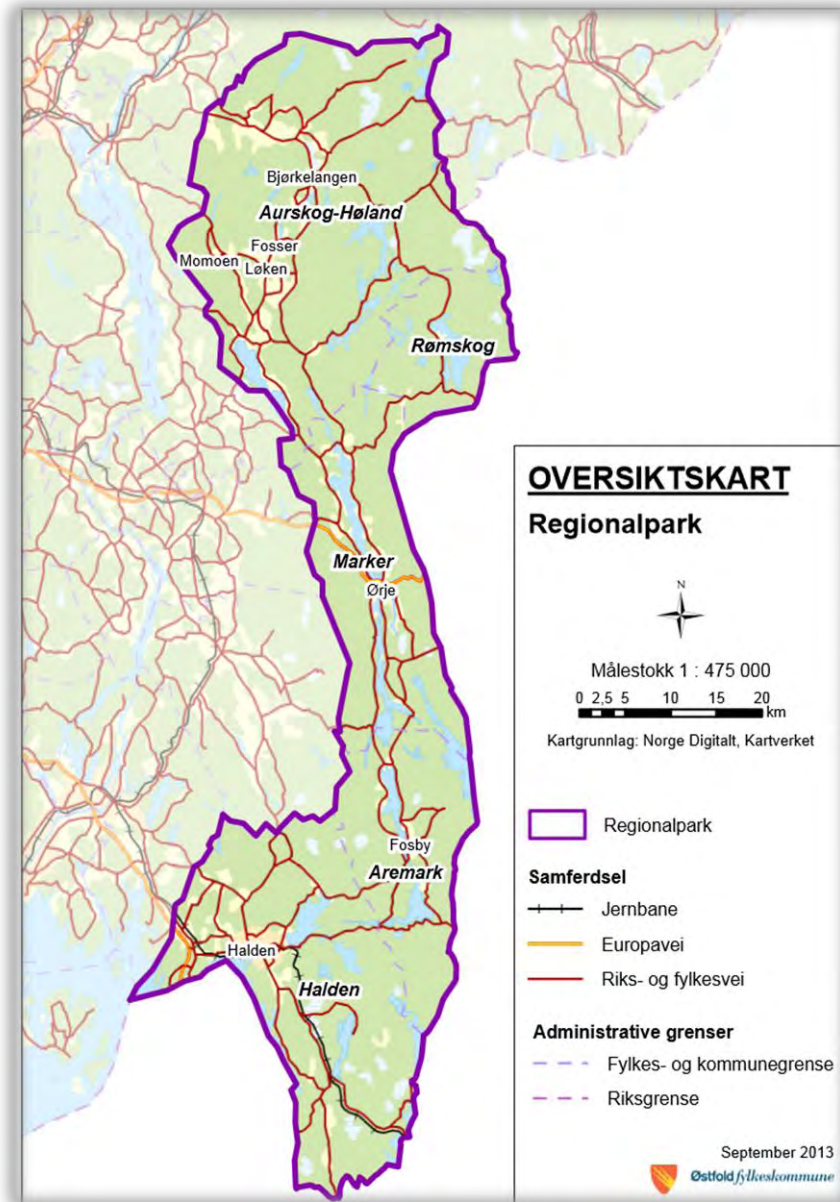 Bjørkelangen
Aurskog-Høland
Fosser
Momoen
Løken
Rømskog
Marker
Ørje
Fosby
Aremark
Halden
Halden
OVERSIKTSKART
Regionalpark
N
Målestokk 1 : 475 000
0 2,5 5 10 15 20
km
Kartgrunnlag: Norge Digitalt, Kartverket
Regionalpark
Samferdsel
Jernbane
Europavei
Riks- og fylkesvei
Administrative grenser
Fylkes- og kommunegrense
Riksgrense
September 2013
Østfold fylkeskommune